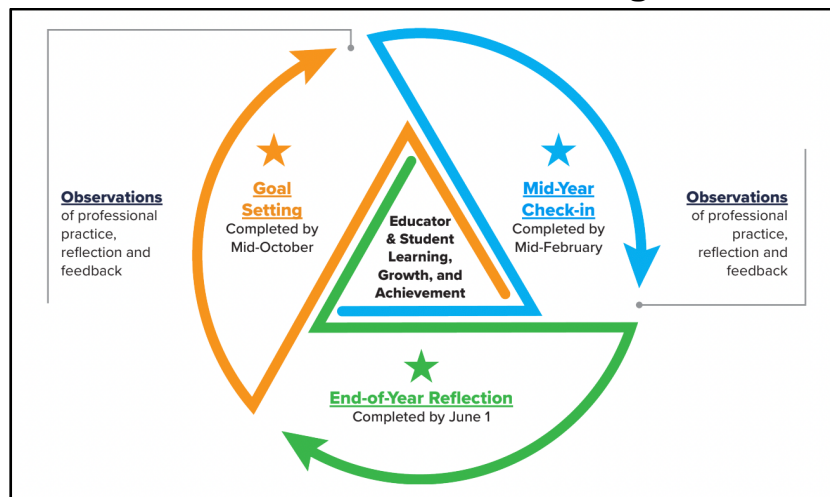 Observations
of professional
practice,
reflection and
feedback
Goal
Setting
Completed by
Mid-October
Educator
& Student
Learning,
Growth, and
Achievement
Mid-Year
Check-in
Completed by
Mid-February
Observations
of professional
practice,
reflection and
feedback
End-of-Year Reflection
Completed by June 1